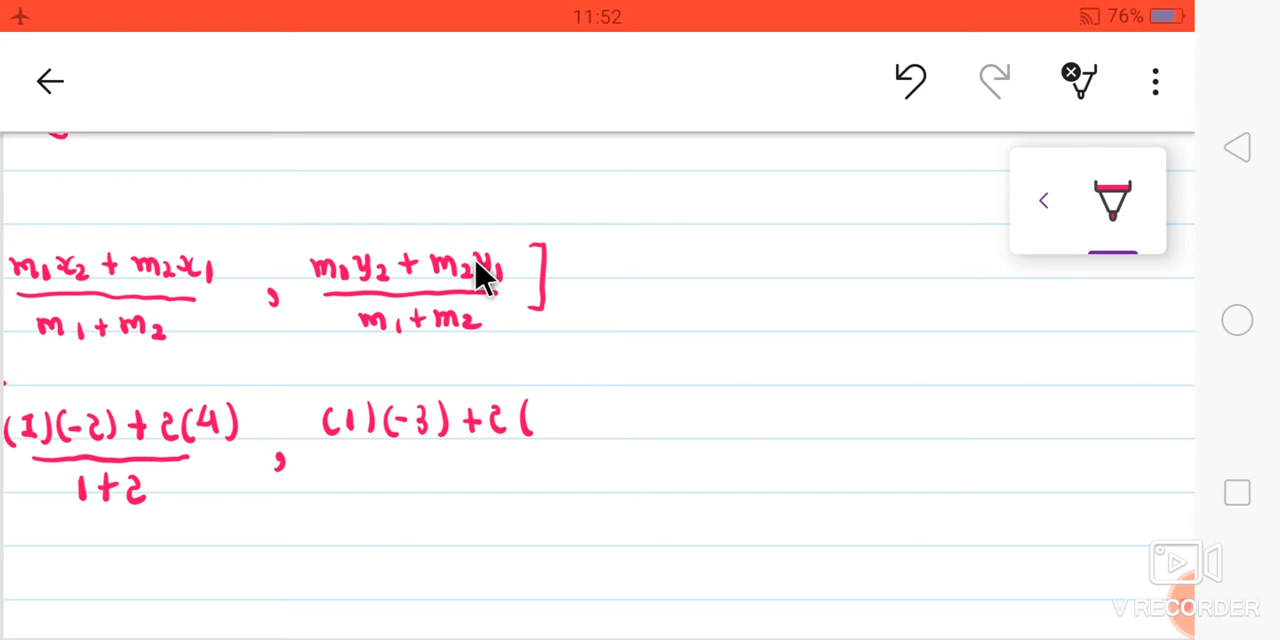 11:52 76%
m₁x₂ + m₂x₁ / m₁ + m₂ , m₁y₂ + m₂y₁ / m₁ + m₂ ]
(1)(-2) + 2(4) / 1 + 2 , (1)(-3) + 2(
V RECORDER